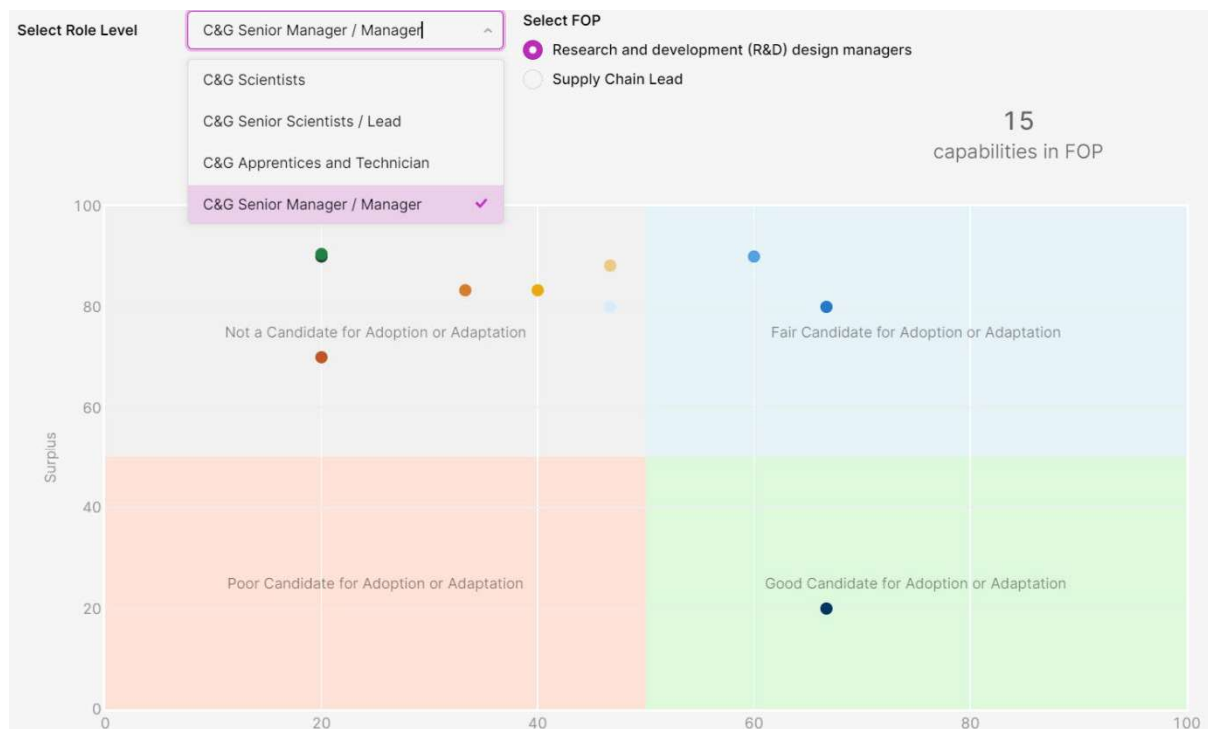 Select Role Level
C&G Senior Manager / Manager
C&G Scientists
C&G Senior Scientists / Lead
C&G Apprentices and Technician
C&G Senior Manager / Manager
Select FOP
Research and development (R&D) design managers
Supply Chain Lead
15
capabilities in FOP
100
80
60
40
20
0
Surplus
Not a Candidate for Adoption or Adaptation
Fair Candidate for Adoption or Adaptation
Poor Candidate for Adoption or Adaptation
Good Candidate for Adoption or Adaptation
0 20 40 60 80 100